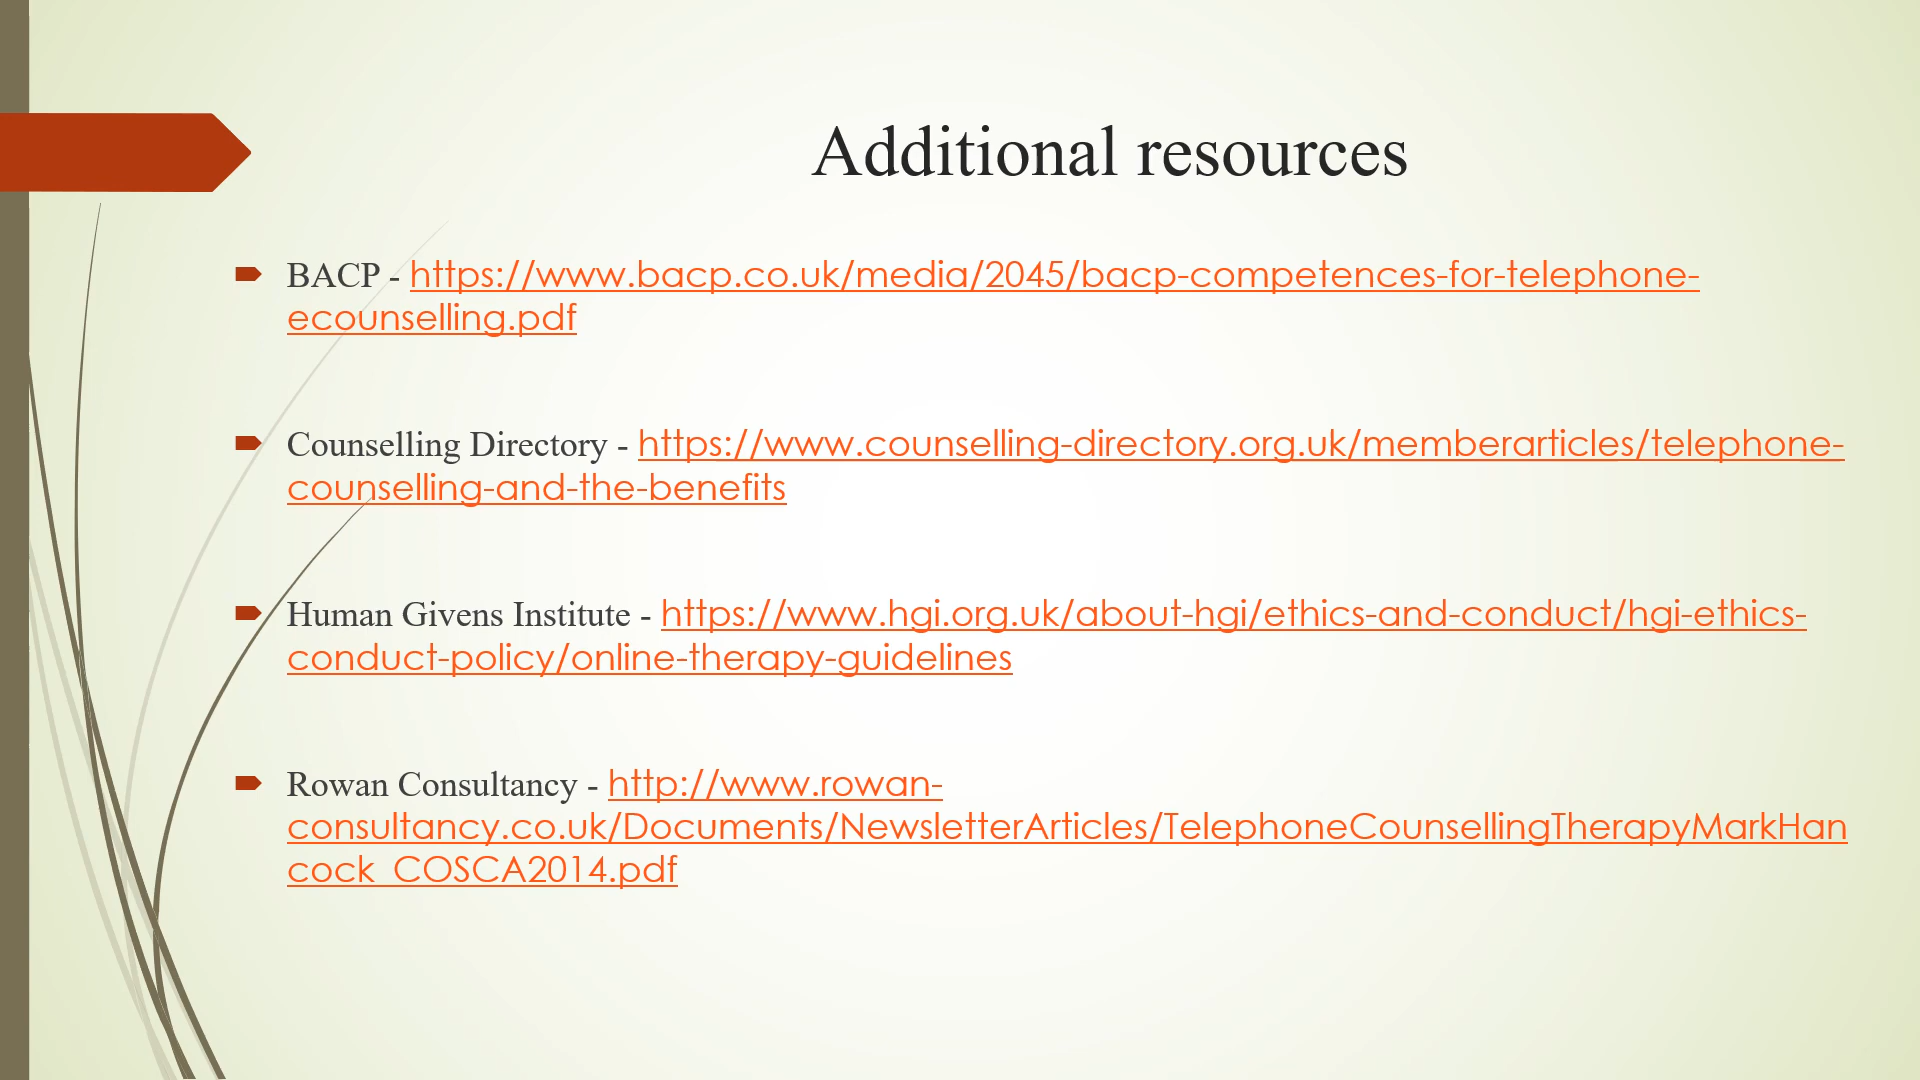 Additional resources
BACP - https://www.bacp.co.uk/media/2045/bacp-competences-for-telephone-
ecounselling.pdf
Counselling Directory - https://www.counselling-directory.org.uk/memberarticles/telephone-
counselling-and-the-benefits
Human Givens Institute - https://www.hgi.org.uk/about-hgi/ethics-and-conduct/hgi-ethics-
conduct-policy/online-therapy-guidelines
Rowan Consultancy - http://www.rowan-
consultancy.co.uk/Documents/NewsletterArticles/TelephoneCounsellingTherapyMarkHan
cock_COSCA2014.pdf